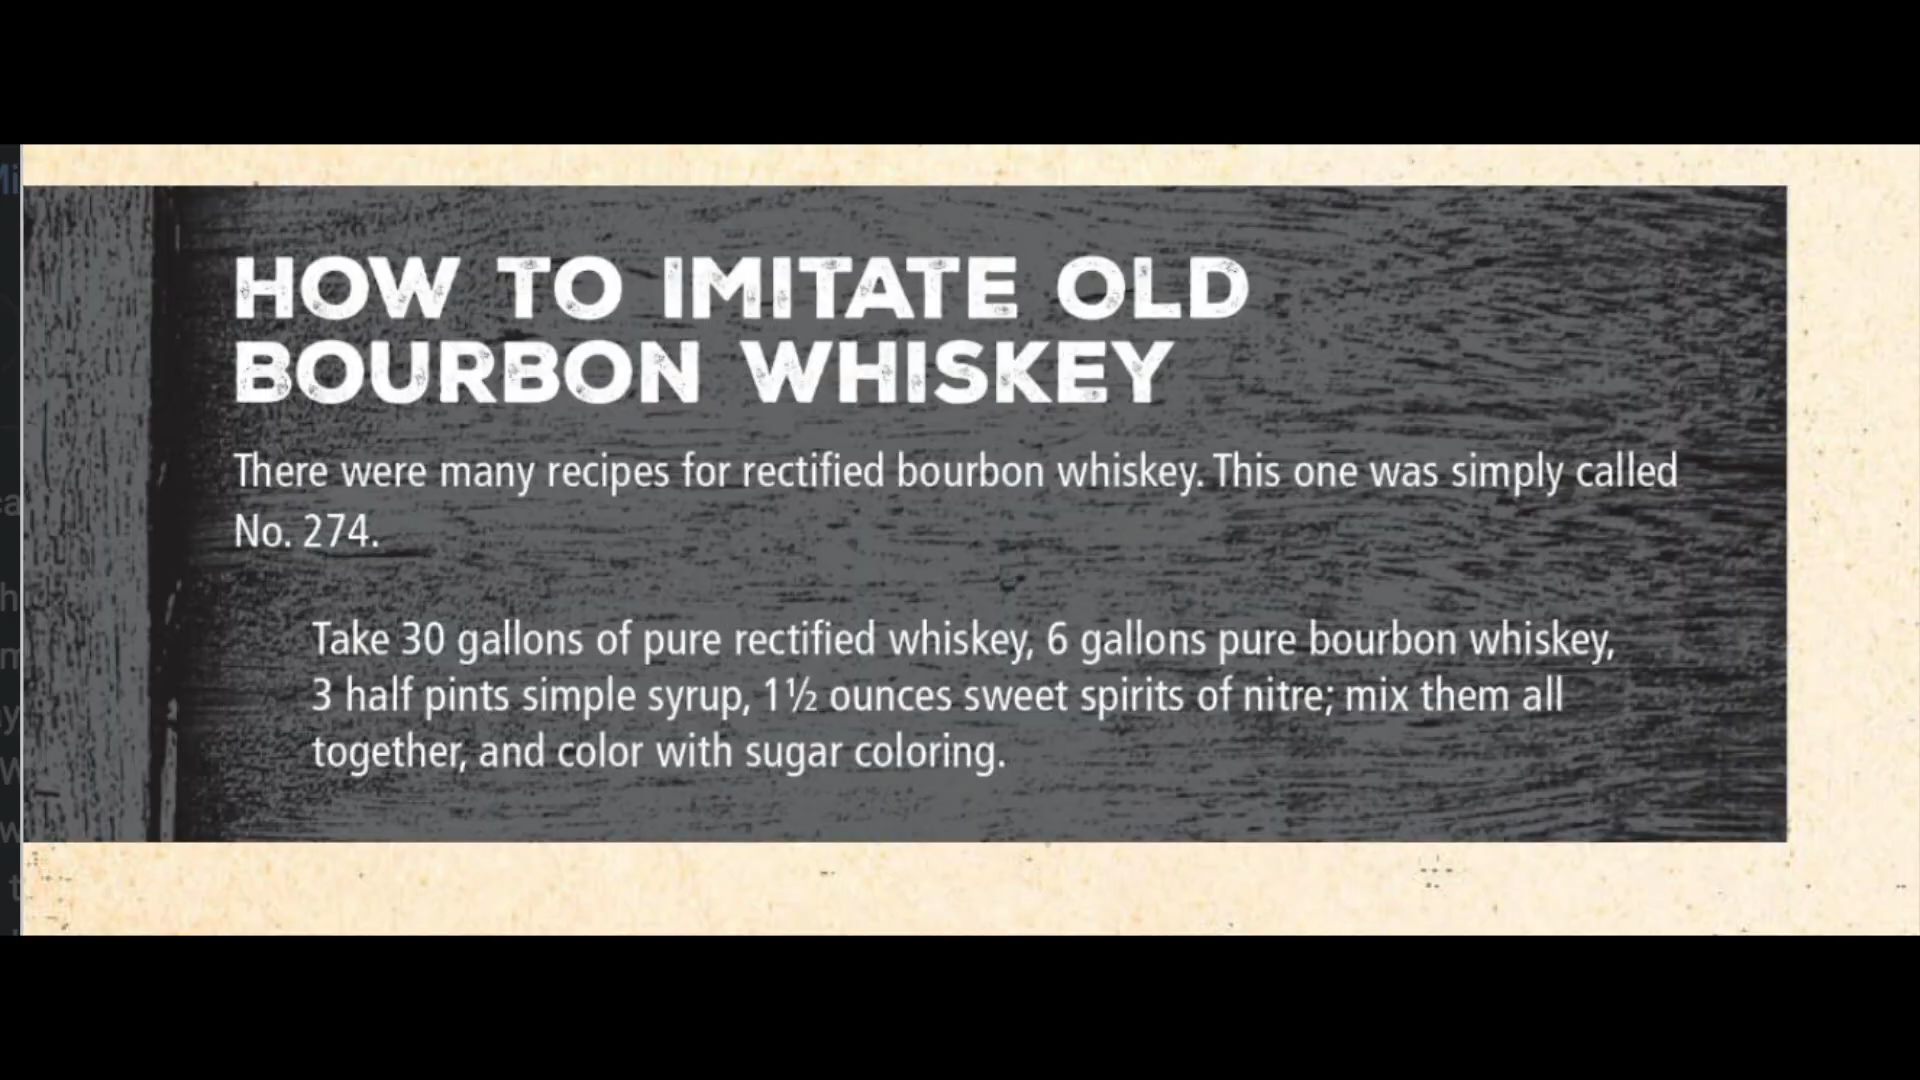 HOW TO IMITATE OLD
BOURBON WHISKEY
There were many recipes for rectified bourbon whiskey. This one was simply called
No. 274.
Take 30 gallons of pure rectified whiskey, 6 gallons pure bourbon whiskey,
3 half pints simple syrup, 1½ ounces sweet spirits of nitre; mix them all
together, and color with sugar coloring.